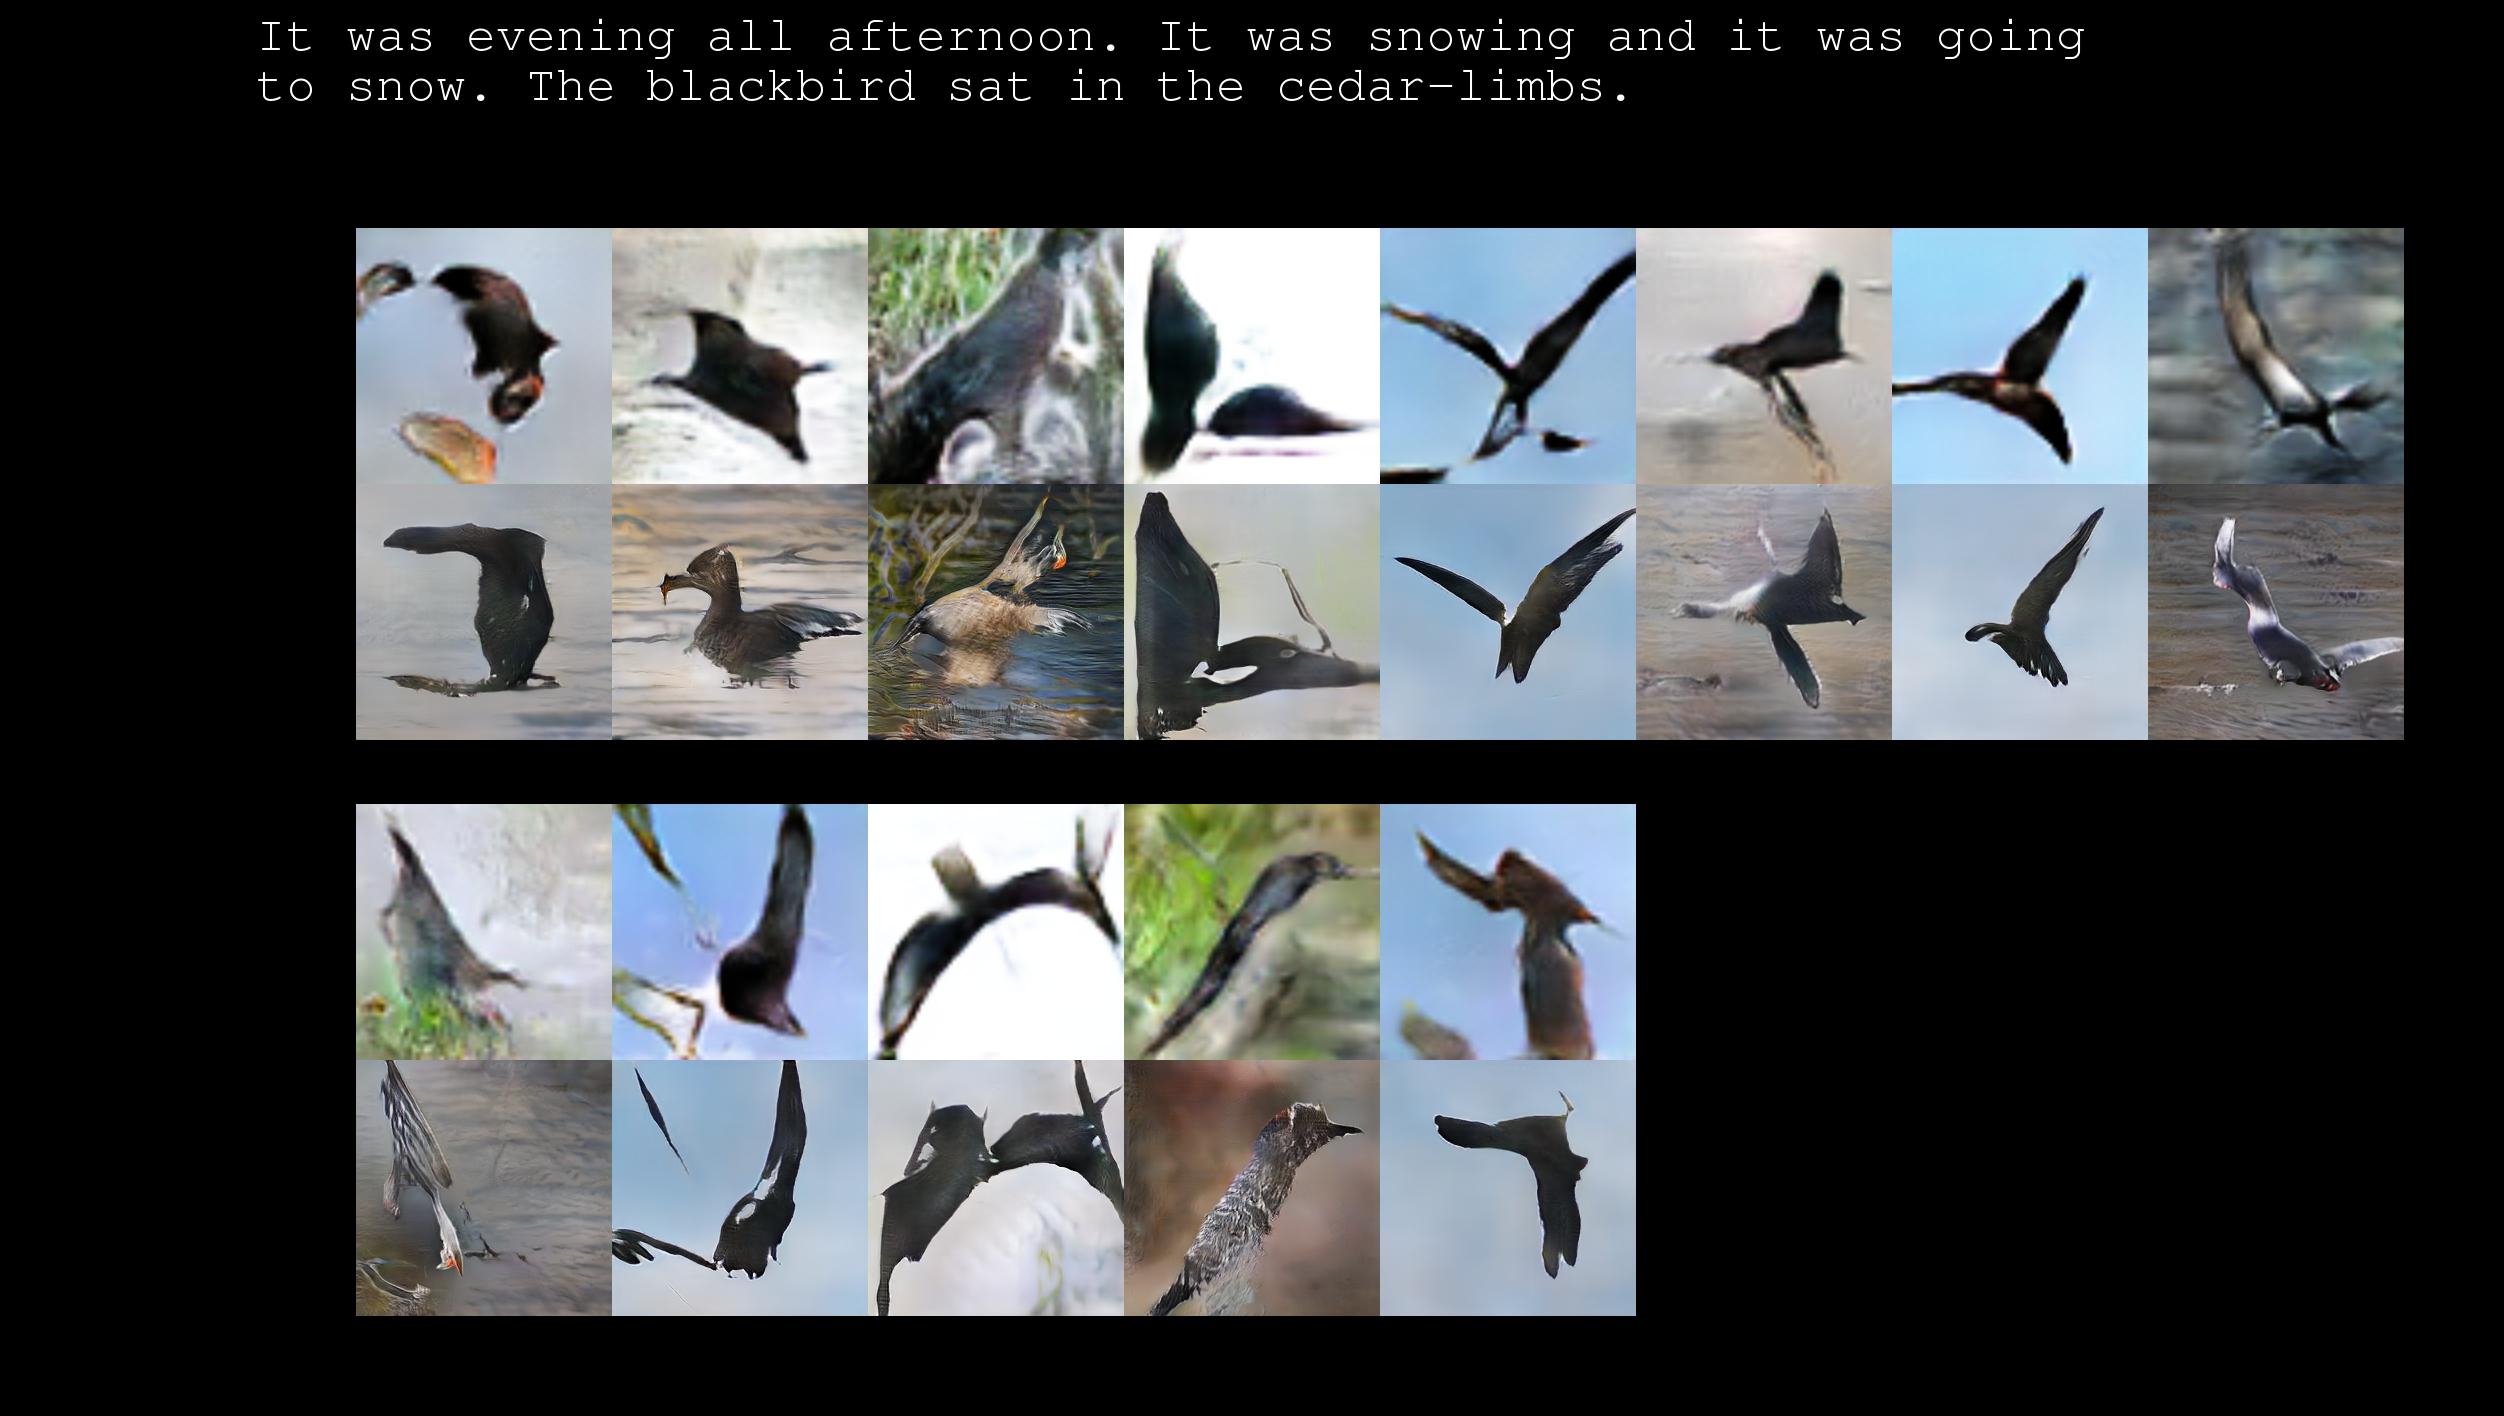 It was evening all afternoon. It was snowing and it was going
to snow. The blackbird sat in the cedar-limbs.